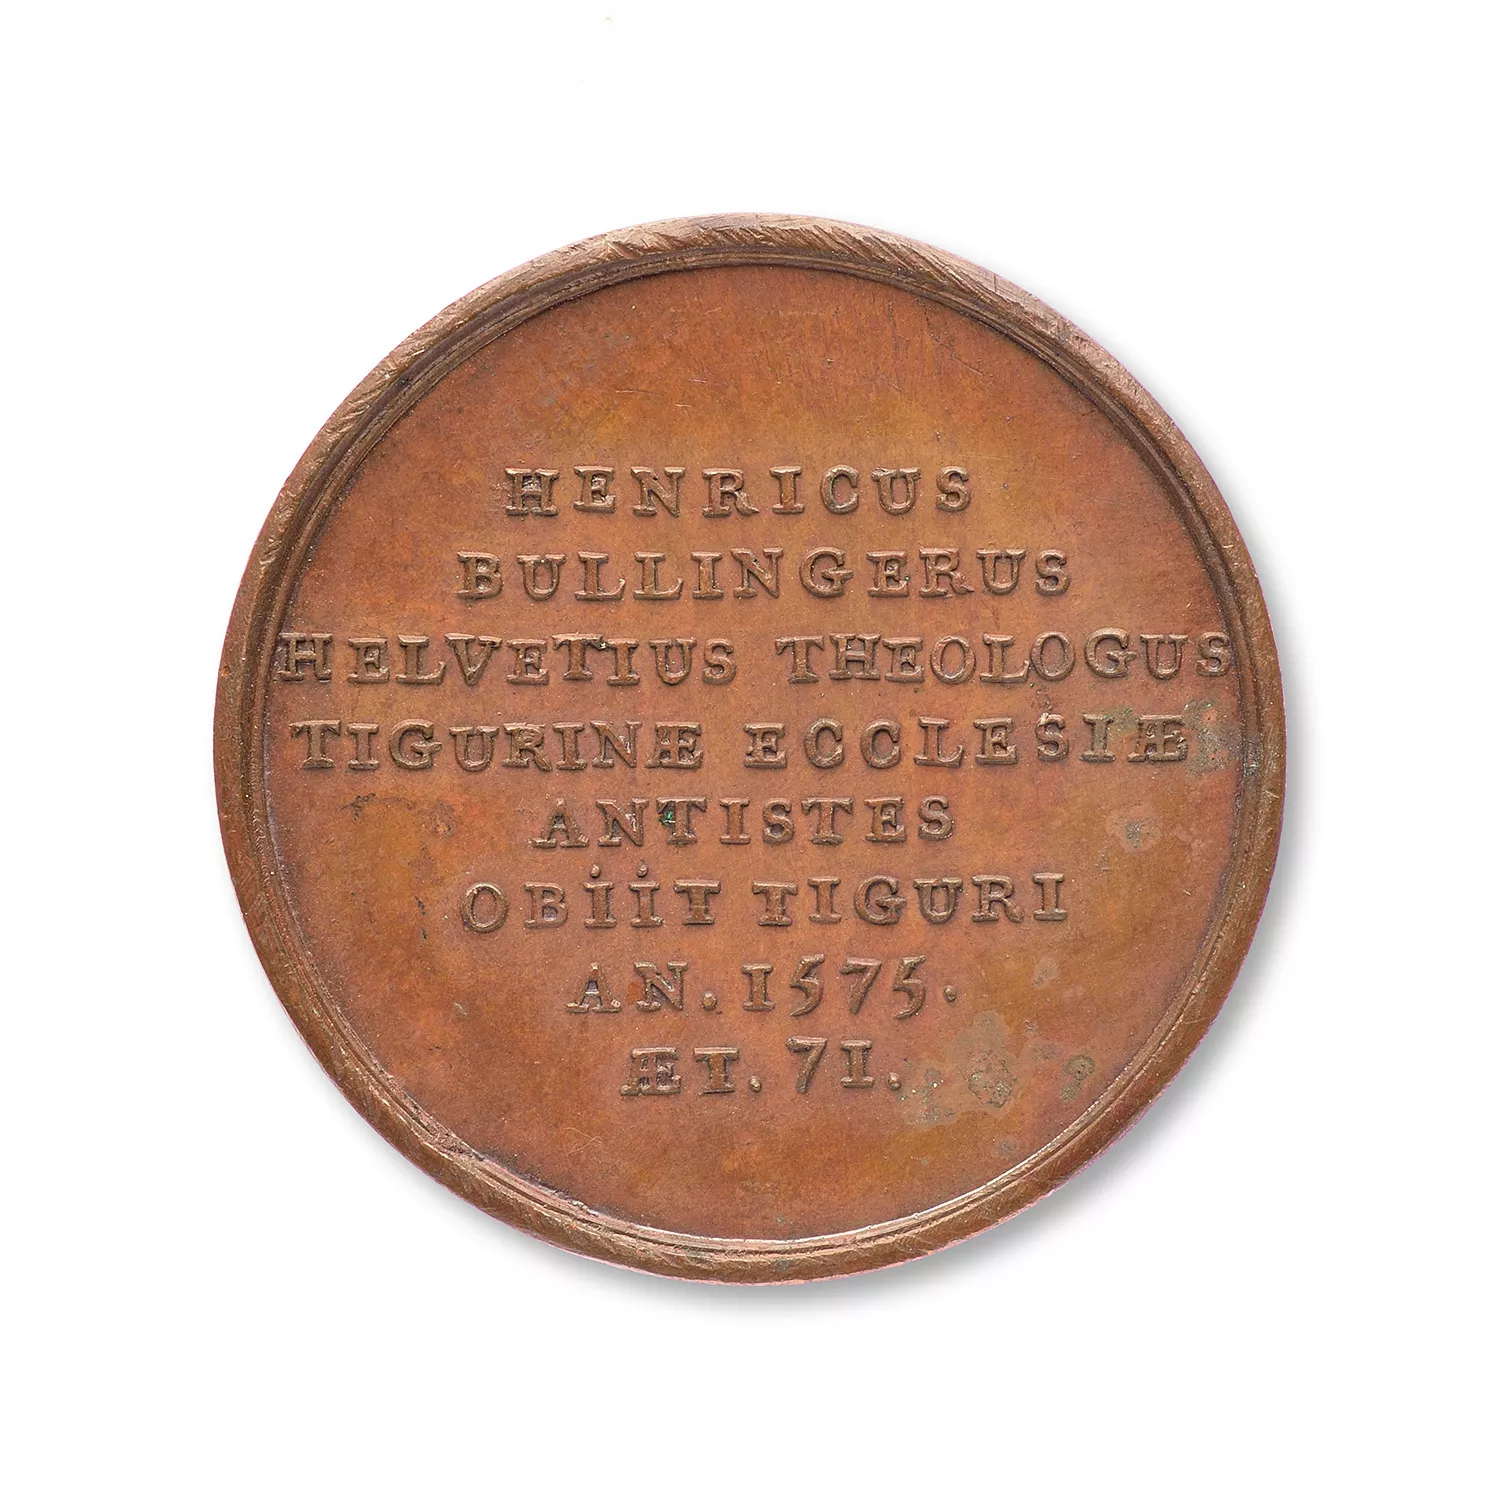 HENRICUS
BULLINGERUS
HELVETIUS THEOLOGUS
TIGURINÆ ECCLESIÆ
ANTISTES
OBiiT TIGURI
AN. 1575.
ÆT. 71.